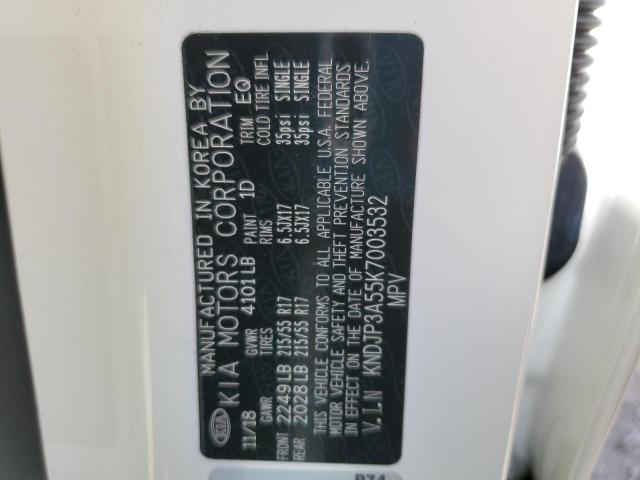 MANUFACTURED IN KOREA BY
KIA KIA MOTORS CORPORATION
11/18 GVWR 4101LB PAINT 1D TRIM EQ
GAWR TIRES RIMS COLD TIRE INFL
FRONT 2249LB 215/55 R17 6.5JX17 35psi SINGLE
REAR 2028LB 215/55 R17 6.5JX17 35psi SINGLE
THIS VEHICLE CONFORMS TO ALL APPLICABLE U.S.A. FEDERAL
MOTOR VEHICLE SAFETY AND THEFT PREVENTION STANDARDS
IN EFFECT ON THE DATE OF MANUFACTURE SHOWN ABOVE.
V.I.N KNDJP3A55K7003532
MPV